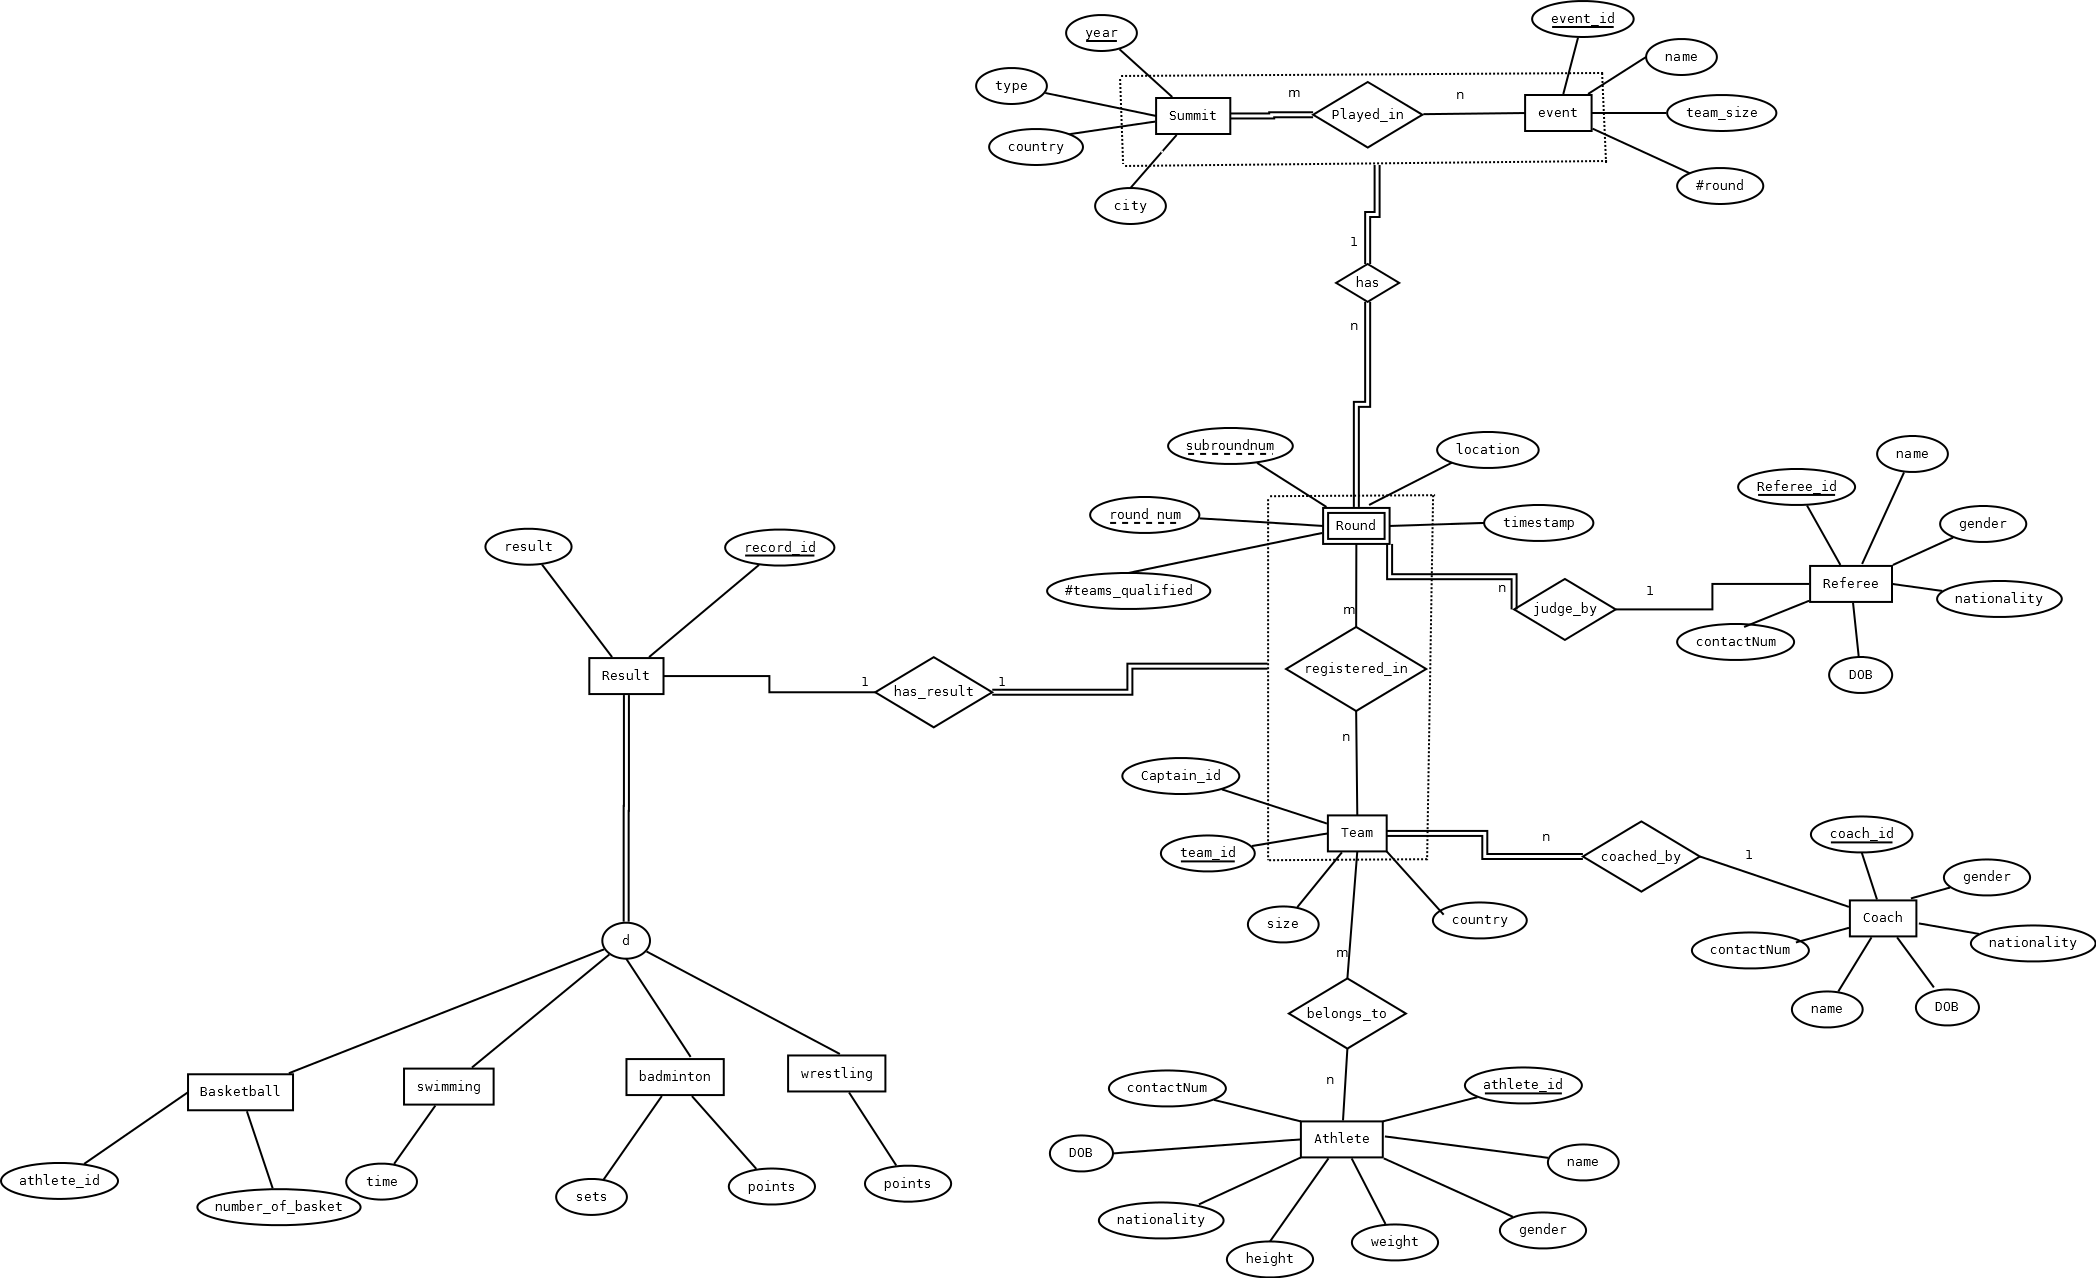 event_id
year
name
type
m
n
team_size
Summit
Played_in
event
country
#round
city
1
has
n
subroundnum
location
name
Referee_id
round num
timestamp
gender
Round
result
record_id
#teams_qualified
n
judge_by
1
Referee
nationality
m
contactNum
Result
1
has_result
1
registered_in
DOB
n
Captain_id
Team
n
coach_id
team_id
coached_by
1
gender
size
country
Coach
d
contactNum
nationality
m
name
DOB
belongs_to
Basketball
swimming
badminton
wrestling
n
contactNum
athlete_id
Athlete
DOB
name
athlete_id
time
sets
points
points
number_of_basket
nationality
gender
weight
height